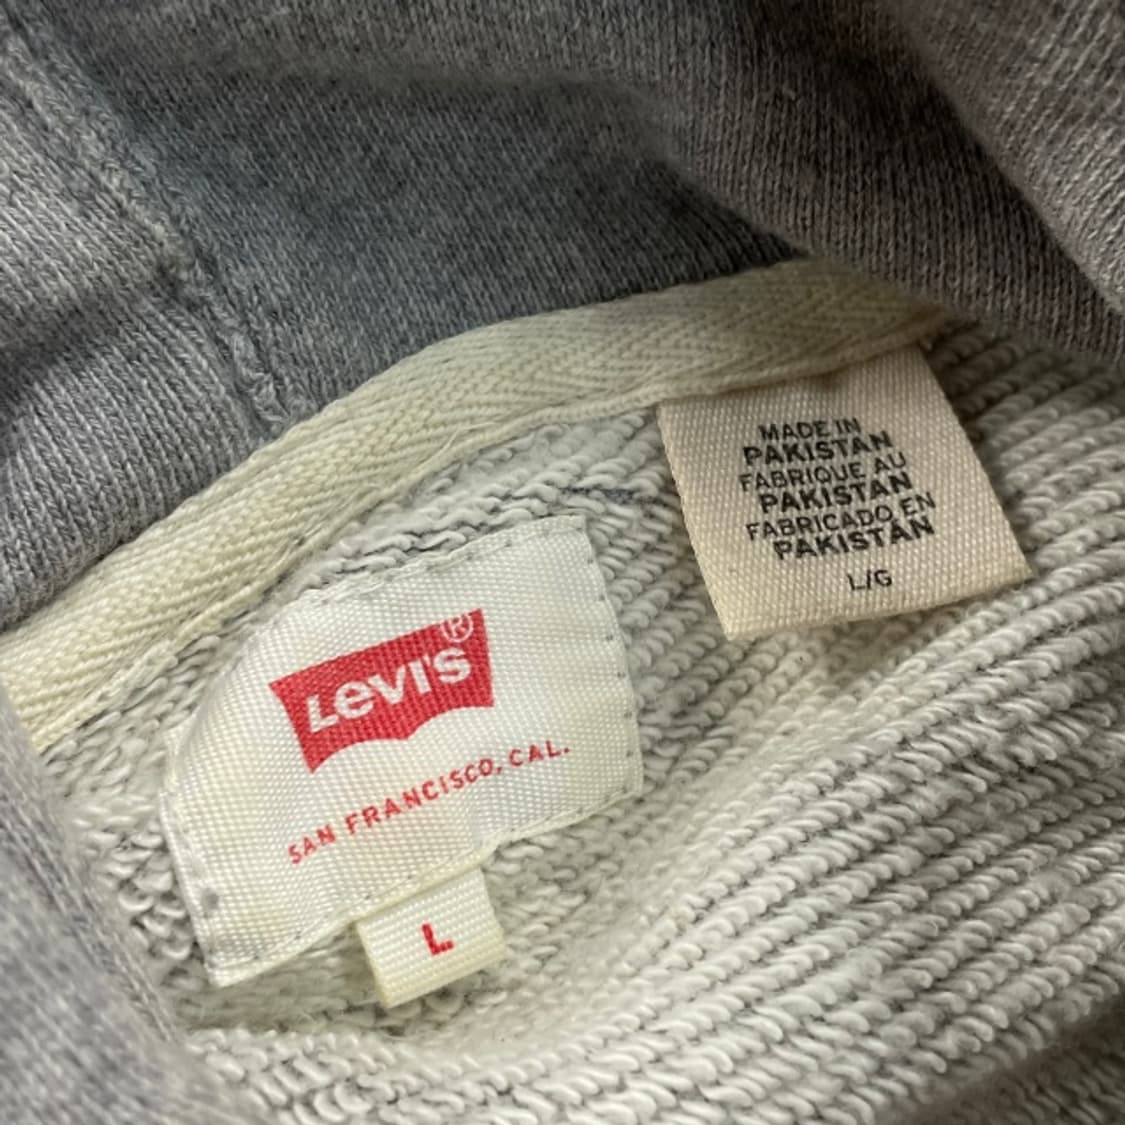 MADE IN
PAKISTAN
FABRIQUE AU
PAKISTAN
FABRICADO EN
PAKISTAN
L/G
LEVI'S®
SAN FRANCISCO, CAL.
L